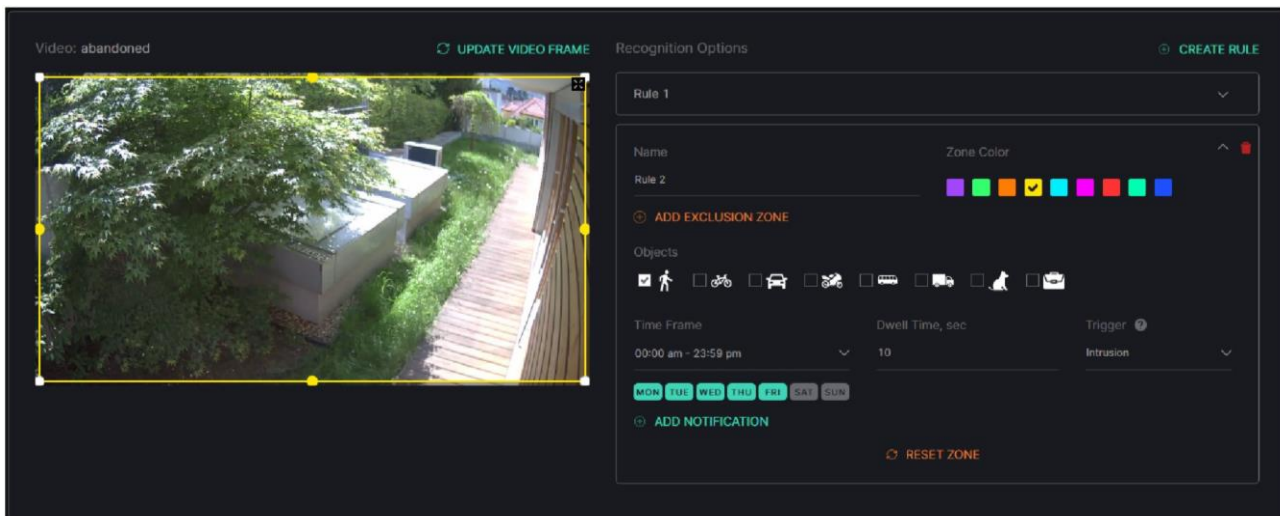 Video: abandoned
UPDATE VIDEO FRAME
Recognition Options
CREATE RULE
Rule 1
Name
Zone Color
Rule 2
ADD EXCLUSION ZONE
Objects
Time Frame
Dwell Time, sec
Trigger ?
00:00 am - 23:59 pm
10
Intrusion
MON TUE WED THU FRI SAT SUN
ADD NOTIFICATION
RESET ZONE